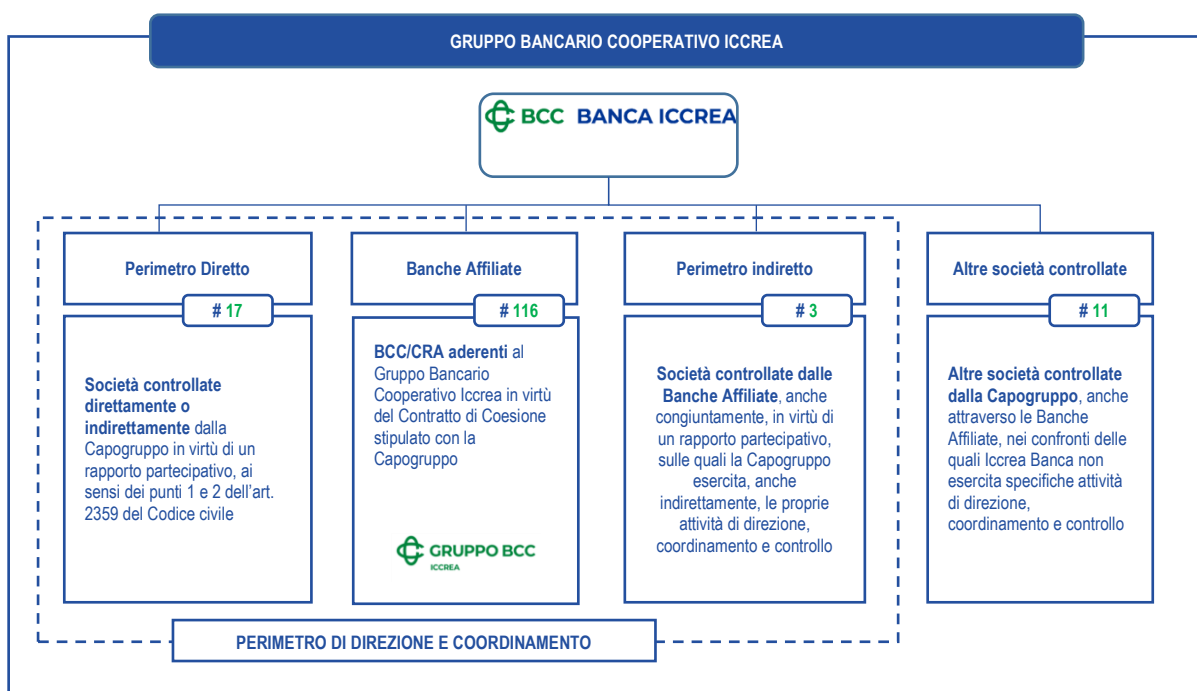 GRUPPO BANCARIO COOPERATIVO ICCREA
BCC BANCA ICCREA
Perimetro Diretto
# 17
Società controllate
direttamente o
indirettamente dalla
Capogruppo in virtù di un
rapporto partecipativo, ai
sensi dei punti 1 e 2 dell'art.
2359 del Codice civile
Banche Affiliate
# 116
BCC/CRA aderenti al
Gruppo Bancario
Cooperativo Iccrea in virtù
del Contratto di Coesione
stipulato con la
Capogruppo
GRUPPO BCC
ICCREA
Perimetro indiretto
# 3
Società controllate dalle
Banche Affiliate, anche
congiuntamente, in virtù di
un rapporto partecipativo,
sulle quali la Capogruppo
esercita, anche
indirettamente, le proprie
attività di direzione,
coordinamento e controllo
Altre società controllate
# 11
Altre società controllate
dalla Capogruppo, anche
attraverso le Banche
Affiliate, nei confronti delle
quali Iccrea Banca non
esercita specifiche attività
di direzione,
coordinamento e controllo
PERIMETRO DI DIREZIONE E COORDINAMENTO